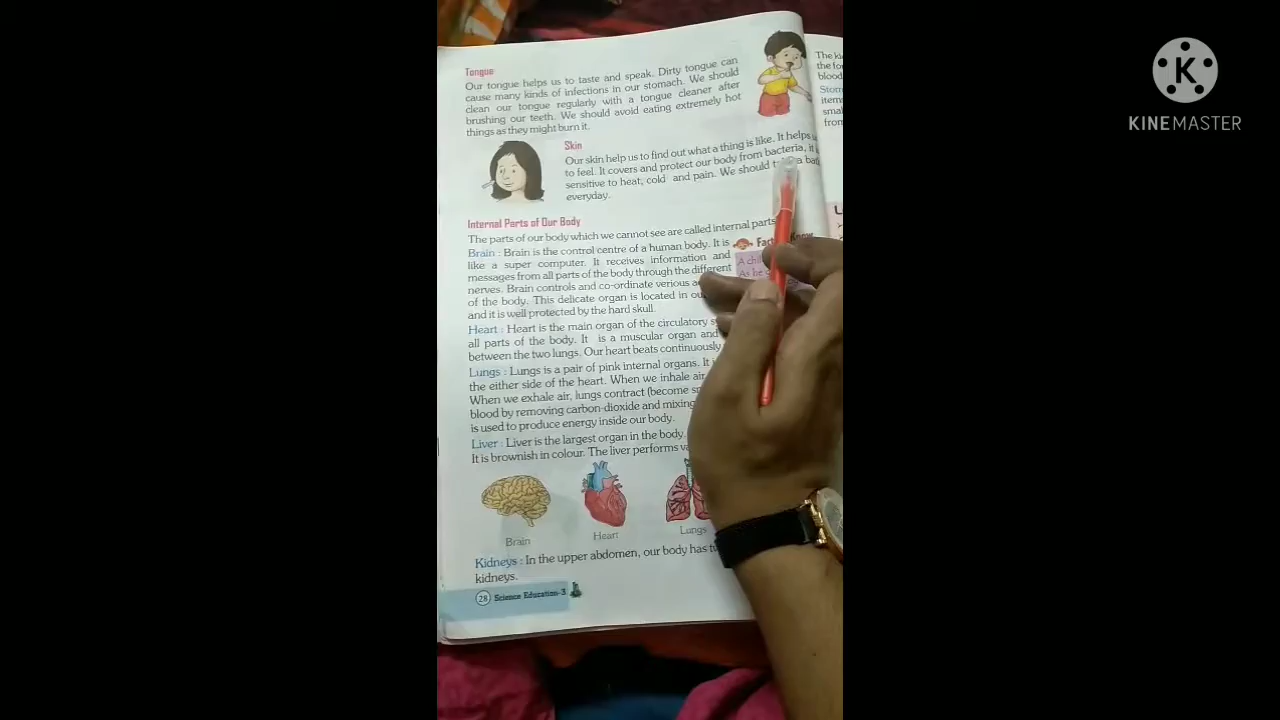 Tongue
Our tongue helps us to taste and speak. Dirty tongue can
cause many kinds of infections in our stomach. We should
clean our tongue regularly with a tongue cleaner after
brushing our teeth. We should avoid eating extremely hot
things as they might burn it.
Skin
Our skin help us to find out what a thing is like. It helps
to feel. It covers and protect our body from bacteria, it
sensitive to heat, cold and pain. We should
everyday.
Internal Parts of Our Body
The parts of our body which we cannot see are called internal parts
Brain : Brain is the control centre of a human body. It is
like a super computer. It receives information and
messages from all parts of the body through the different
nerves. Brain controls and co-ordinate verious
of the body. This delicate organ is located in
and it is well protected by the hard skull.
Heart : Heart is the main organ of the circulatory
all parts of the body. It is a muscular organ and
between the two lungs. Our heart beats continuously
Lungs : Lungs is a pair of pink internal organs. It
the either side of the heart. When we inhale air
When we exhale air, lungs contract (become
blood by removing carbon-dioxide and mixing
is used to produce energy inside our body.
Liver : Liver is the largest organ in the body.
It is brownish in colour. The liver performs
Brain
Heart
Lungs
Kidneys : In the upper abdomen, our body has
kidneys.
28 Science Education-3
The
the
blood
items
from
K
KINEMASTER